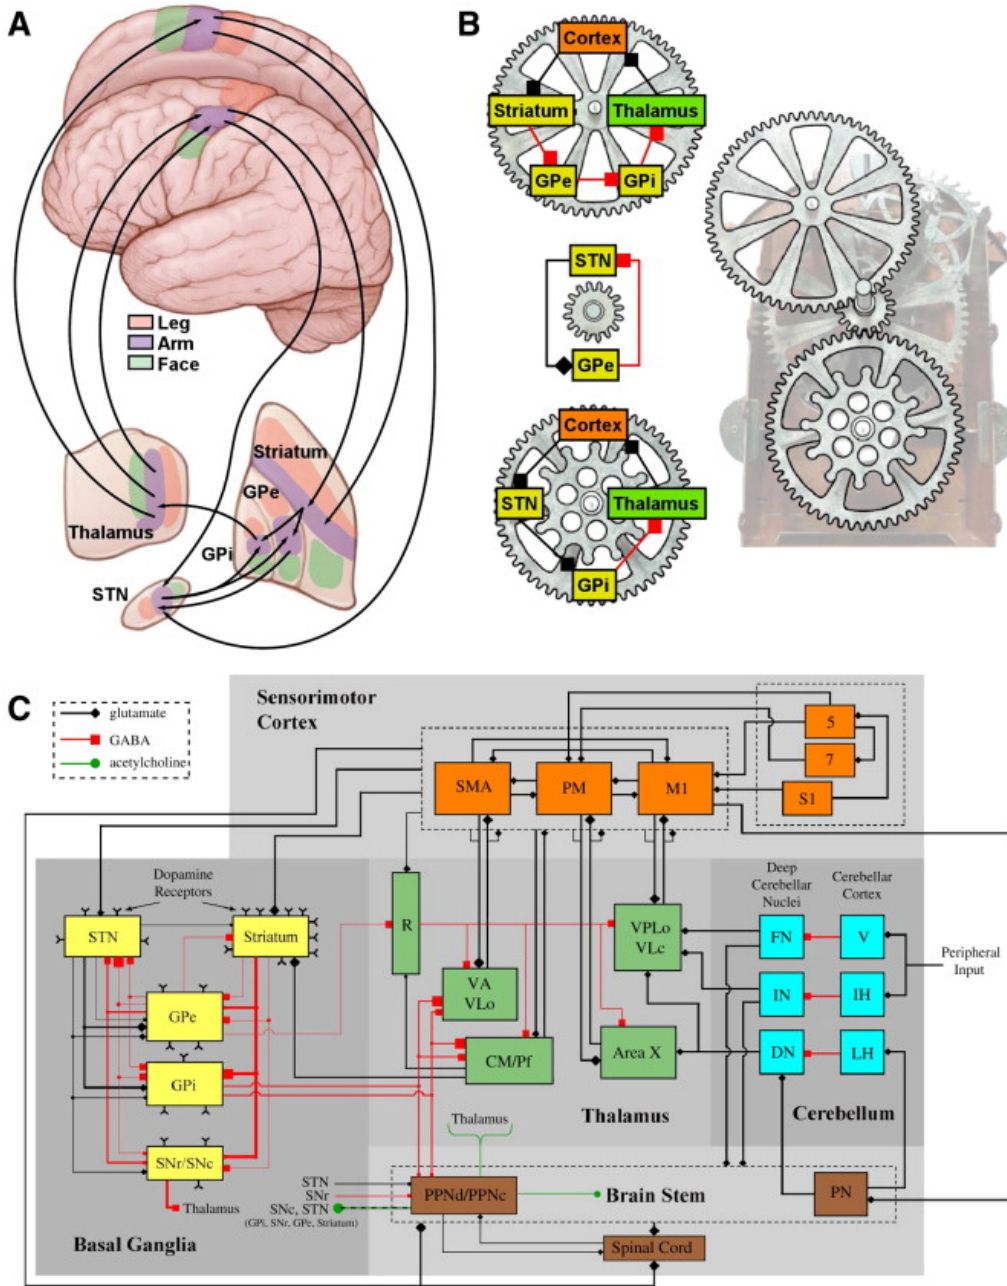 A
Leg
Arm
Face
Striatum
GPe
Thalamus
GPi
STN
B
Cortex
Striatum
Thalamus
GPe
GPi
STN
GPe
Cortex
STN
Thalamus
GPi
C
glutamate
GABA
acetylcholine
Sensorimotor
Cortex
SMA
PM
M1
5
7
S1
Dopamine
Receptors
STN
Striatum
GPe
GPi
SNr/SNc
Thalamus
Basal Ganglia
R
VA
VLo
CM/Pf
VPLo
VLc
Area X
Thalamus
Deep
Cerebellar
Nuclei
Cerebellar
Cortex
FN
V
IN
IH
DN
LH
Cerebellum
Peripheral
Input
Thalamus
STN
SNr
SNc, STN
(GPi, SNr, GPe, Striatum)
PPNd/PPNc
Brain Stem
PN
Spinal Cord